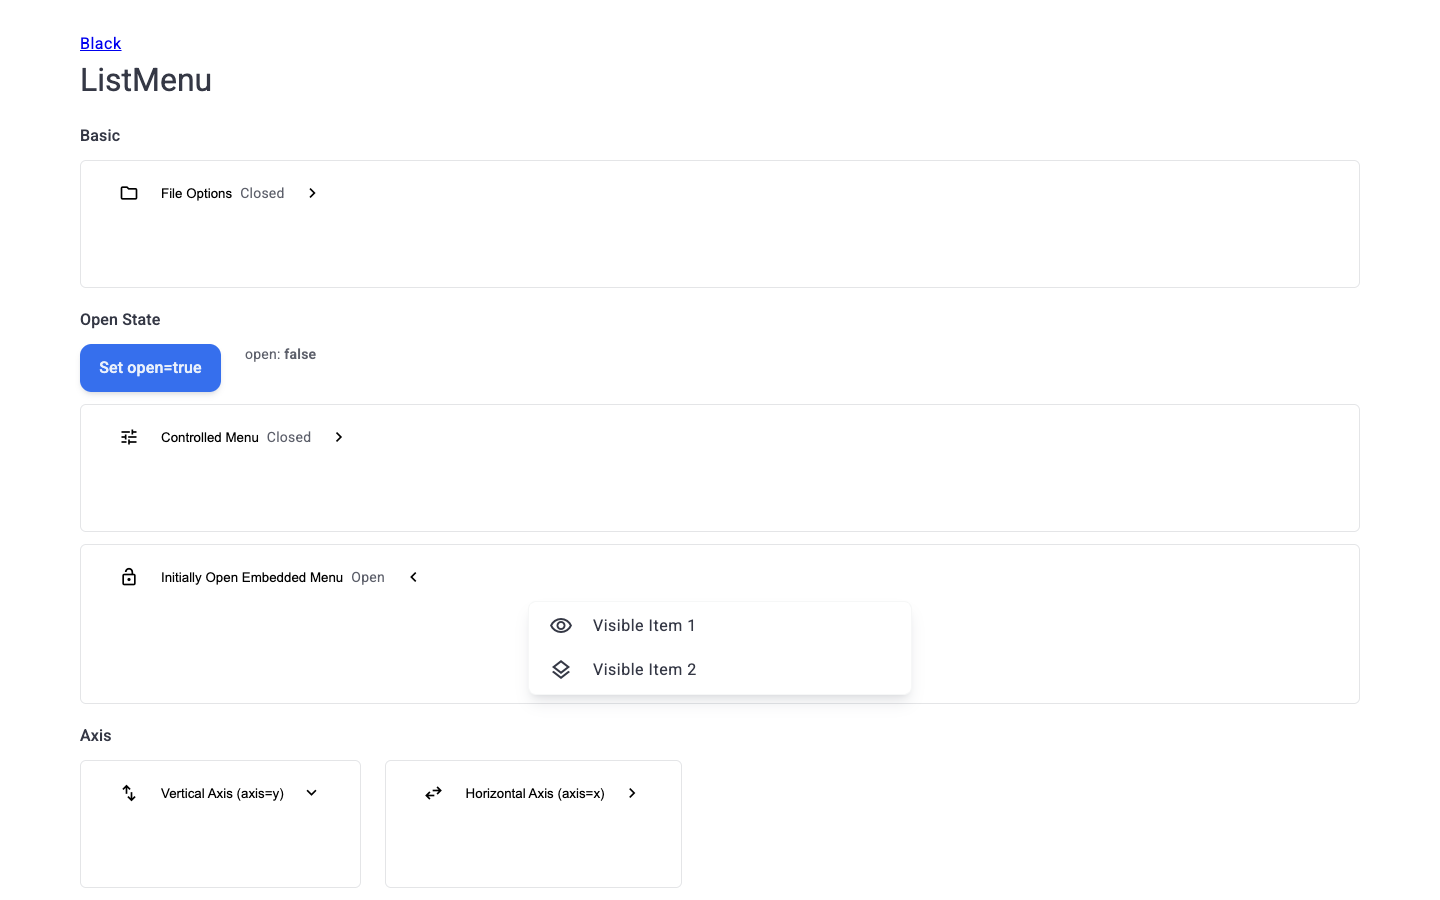 Black
ListMenu
Basic
File Options Closed
Open State
Set open=true
open: false
Controlled Menu Closed
Initially Open Embedded Menu Open
Visible Item 1
Visible Item 2
Axis
Vertical Axis (axis=y)
Horizontal Axis (axis=x)